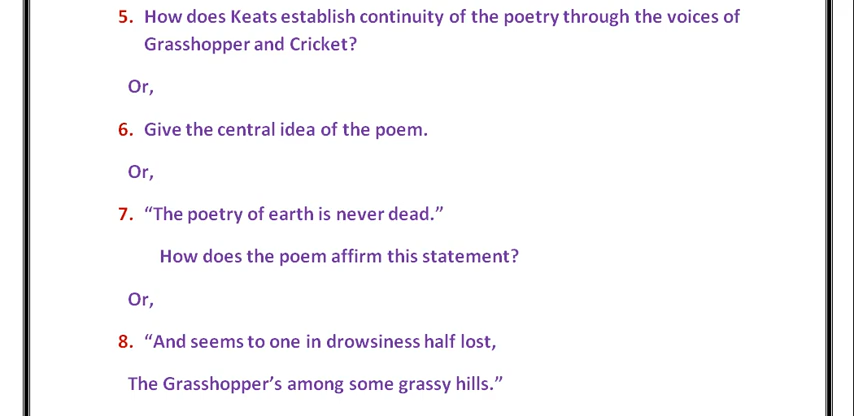 5. How does Keats establish continuity of the poetry through the voices of
Grasshopper and Cricket?
Or,
6. Give the central idea of the poem.
Or,
7. “The poetry of earth is never dead.”
How does the poem affirm this statement?
Or,
8. “And seems to one in drowsiness half lost,
The Grasshopper’s among some grassy hills.”